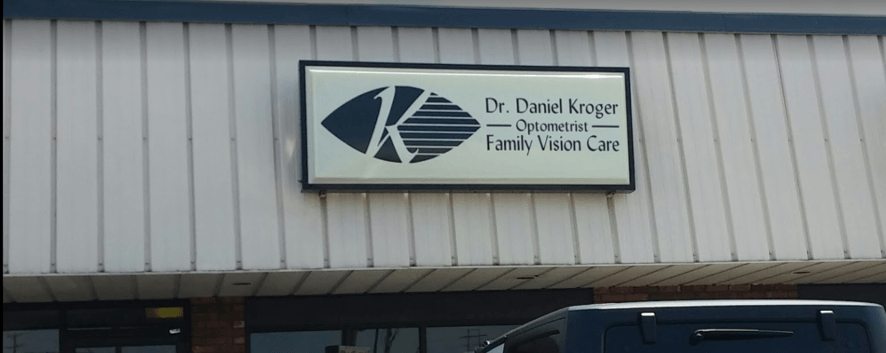 K
Dr. Daniel Kroger
Optometrist
Family Vision Care